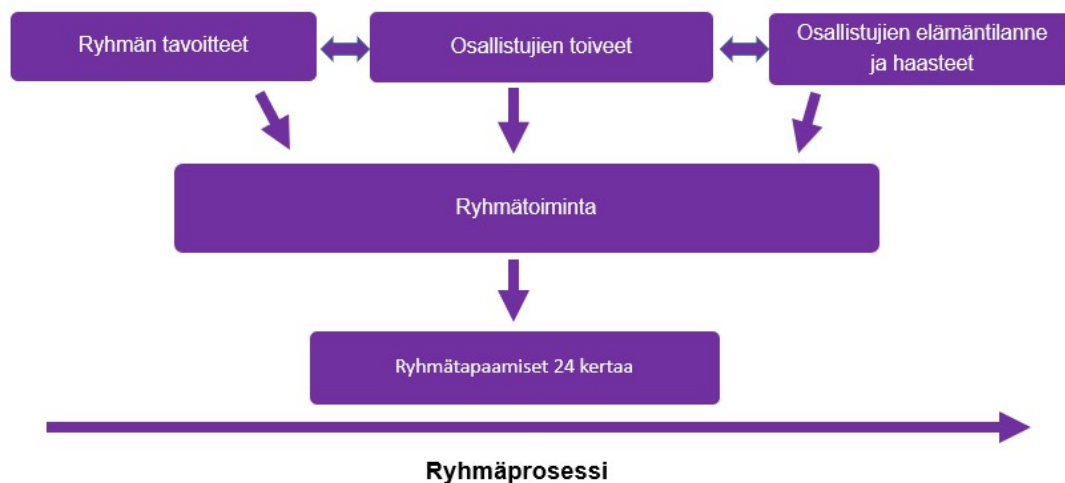 Ryhmän tavoitteet
Osallistujien toiveet
Osallistujien elämäntilanne
ja haasteet
Ryhmätoiminta
Ryhmätapaamiset 24 kertaa
Ryhmäprosessi